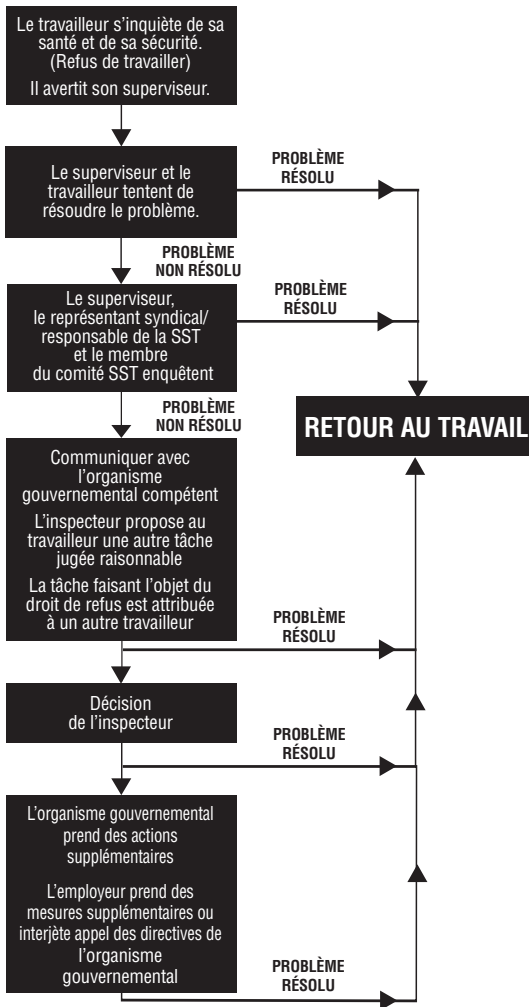 Le travailleur s’inquiète de sa
santé et de sa sécurité.
(Refus de travailler)
Il avertit son superviseur.
Le superviseur et le
travailleur tentent de
résoudre le problème.
PROBLÈME
RÉSOLU
PROBLÈME
NON RÉSOLU
Le superviseur,
le représentant syndical/
responsable de la SST
et le membre
du comité SST enquêtent
PROBLÈME
RÉSOLU
PROBLÈME
NON RÉSOLU
RETOUR AU TRAVAIL
Communiquer avec
l’organisme
gouvernemental compétent
L’inspecteur propose au
travailleur une autre tâche
jugée raisonnable
La tâche faisant l’objet du
droit de refus est attribuée
à un autre travailleur
PROBLÈME
RÉSOLU
Décision
de l’inspecteur
PROBLÈME
RÉSOLU
L’organisme gouvernemental
prend des actions
supplémentaires
L’employeur prend des
mesures supplémentaires ou
interjète appel des directives de
l’organisme
gouvernemental
PROBLÈME
RÉSOLU